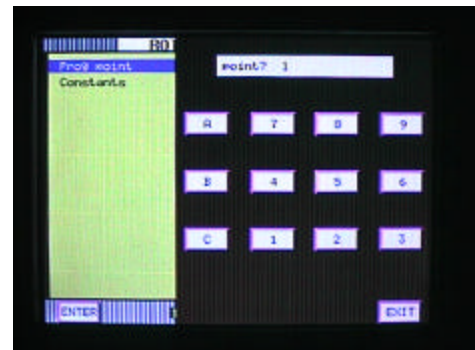 Prog point
point? 1
Constants
A 7 8 9
B 4 5 6
C 1 2 3
ENTER
EXIT